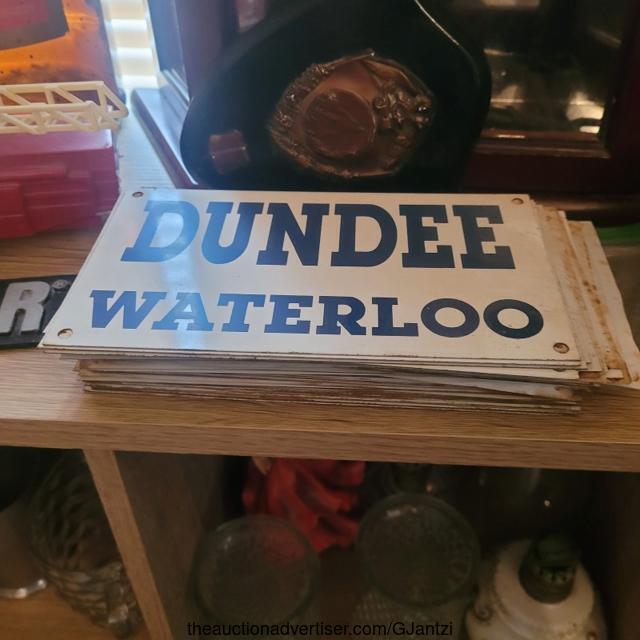 DUNDEE
WATERLOO
R
theauctionadvertiser.com/GJantzi